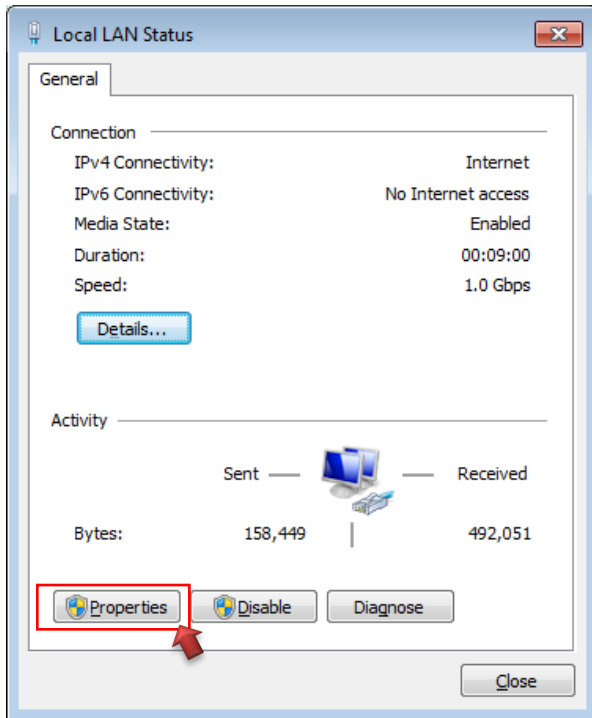 Local LAN Status
General
Connection
IPv4 Connectivity: Internet
IPv6 Connectivity: No Internet access
Media State: Enabled
Duration: 00:09:00
Speed: 1.0 Gbps
Details...
Activity
Sent Received
Bytes: 158,449 492,051
Properties Disable Diagnose
Close